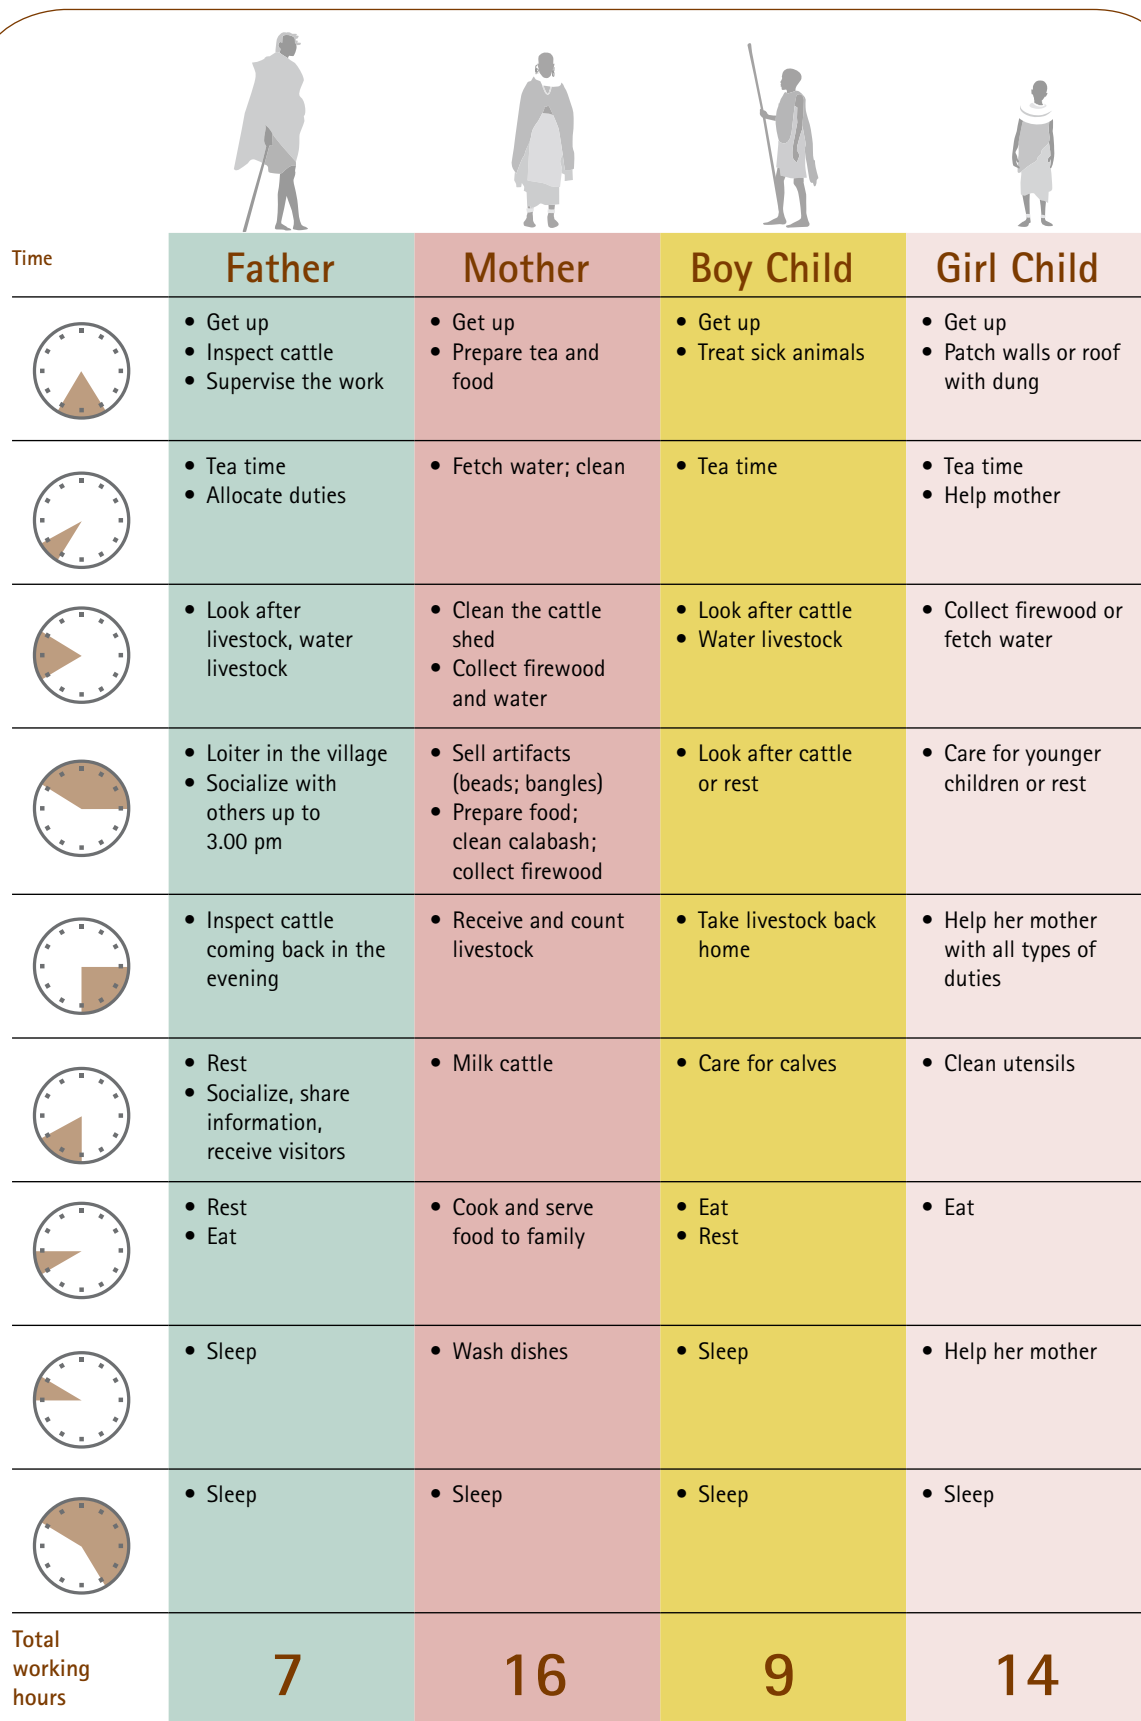 Time
Father
Mother
Boy Child
Girl Child
• Get up
• Inspect cattle
• Supervise the work
• Get up
• Prepare tea and
food
• Get up
• Treat sick animals
• Get up
• Patch walls or roof
with dung
• Tea time
• Allocate duties
• Fetch water; clean
• Tea time
• Tea time
• Help mother
• Look after
livestock, water
livestock
• Clean the cattle
shed
• Collect firewood
and water
• Look after cattle
• Water livestock
• Collect firewood or
fetch water
• Loiter in the village
• Socialize with
others up to
3.00 pm
• Sell artifacts
(beads; bangles)
• Prepare food;
clean calabash;
collect firewood
• Look after cattle
or rest
• Care for younger
children or rest
• Inspect cattle
coming back in the
evening
• Receive and count
livestock
• Take livestock back
home
• Help her mother
with all types of
duties
• Rest
• Socialize, share
information,
receive visitors
• Milk cattle
• Care for calves
• Clean utensils
• Rest
• Eat
• Cook and serve
food to family
• Eat
• Rest
• Eat
• Sleep
• Wash dishes
• Sleep
• Help her mother
• Sleep
• Sleep
• Sleep
• Sleep
Total
working
hours
7
16
9
14